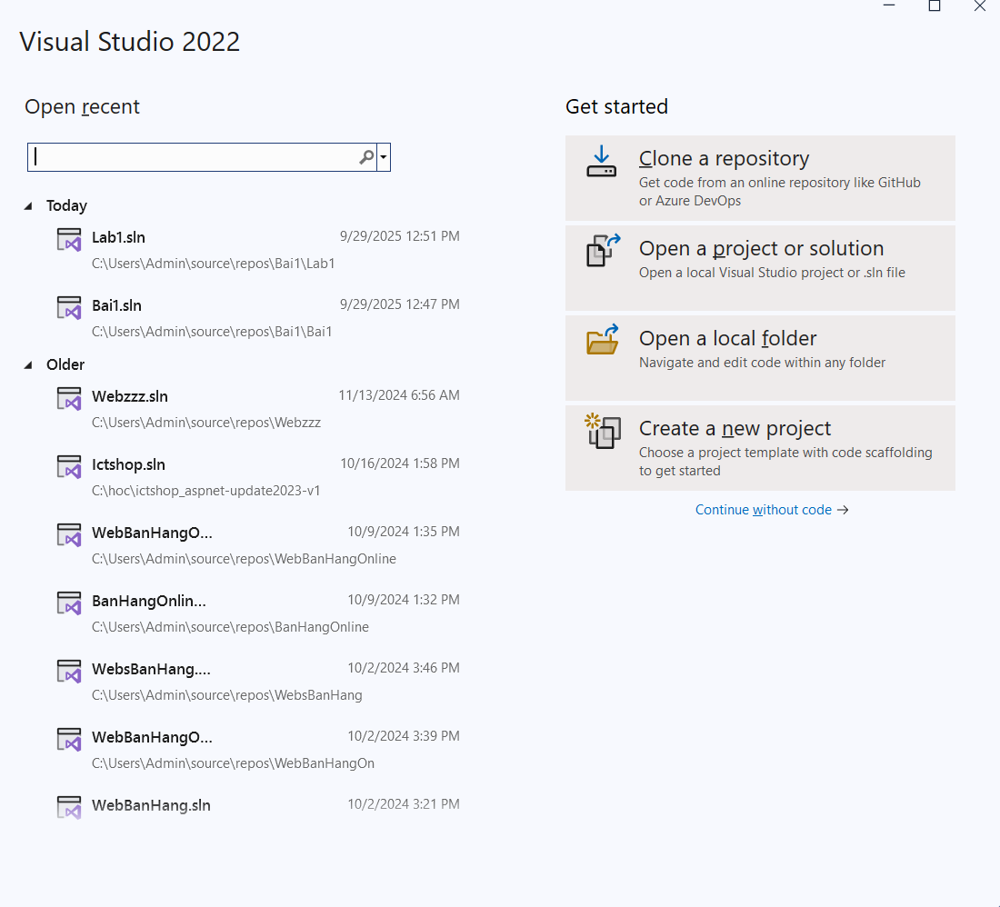 Visual Studio 2022
Open recent
Today
Lab1.sln 9/29/2025 12:51 PM
C:\Users\Admin\source\repos\Bai1\Lab1
Bai1.sln 9/29/2025 12:47 PM
C:\Users\Admin\source\repos\Bai1\Bai1
Older
Webzzz.sln 11/13/2024 6:56 AM
C:\Users\Admin\source\repos\Webzzz
Ictshop.sln 10/16/2024 1:58 PM
C:\hoc\ictshop_aspnet-update2023-v1
WebBanHangO... 10/9/2024 1:35 PM
C:\Users\Admin\source\repos\WebBanHangOnline
BanHangOnlin... 10/9/2024 1:32 PM
C:\Users\Admin\source\repos\BanHangOnline
WebsBanHang.... 10/2/2024 3:46 PM
C:\Users\Admin\source\repos\WebsBanHang
WebBanHangO... 10/2/2024 3:39 PM
C:\Users\Admin\source\repos\WebBanHangOn
WebBanHang.sln 10/2/2024 3:21 PM
Get started
Clone a repository
Get code from an online repository like GitHub
or Azure DevOps
Open a project or solution
Open a local Visual Studio project or .sln file
Open a local folder
Navigate and edit code within any folder
Create a new project
Choose a project template with code scaffolding
to get started
Continue without code →